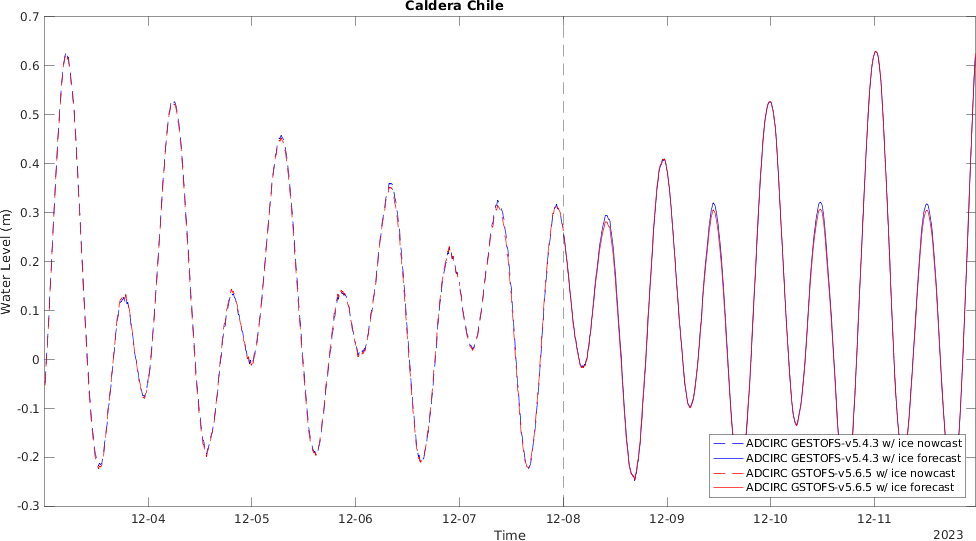 Caldera Chile
0.7
0.6
0.5
0.4
0.3
0.2
0.1
0
-0.1
-0.2
-0.3
Water Level (m)
ADCIRC GESTOFS-v5.4.3 w/ ice nowcast
ADCIRC GESTOFS-v5.4.3 w/ ice forecast
ADCIRC GSTOFS-v5.6.5 w/ ice nowcast
ADCIRC GSTOFS-v5.6.5 w/ ice forecast
12-04 12-05 12-06 12-07 12-08 12-09 12-10 12-11
Time
2023